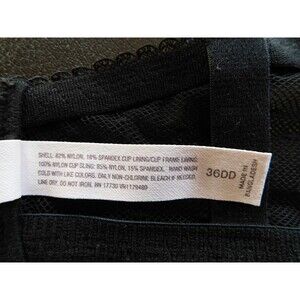 SHELL: 82% NYLON, 18% SPANDEX CUP LINING/CUP FRAME LINING:
100% NYLON CUP SLING: 85% NYLON, 15% SPANDEX. HAND WASH
COLD WITH LIKE COLORS. ONLY NON-CHLORINE BLEACH IF NEEDED.
LINE DRY. DO NOT IRON. RN 17730 VN1179489
36DD
MADE IN
BANGLADESH